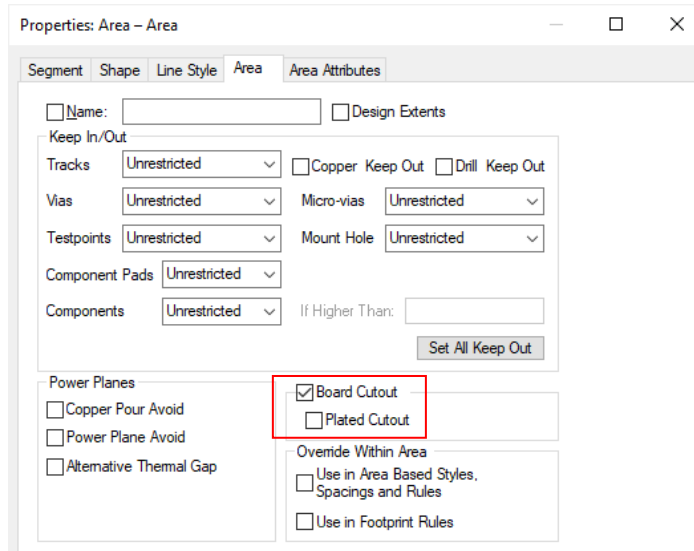 Properties: Area – Area
Segment Shape Line Style Area Area Attributes
Name: Design Extents
Keep In/Out
Tracks Unrestricted Copper Keep Out Drill Keep Out
Vias Unrestricted Micro-vias Unrestricted
Testpoints Unrestricted Mount Hole Unrestricted
Component Pads Unrestricted
Components Unrestricted If Higher Than:
Set All Keep Out
Power Planes
Copper Pour Avoid
Power Plane Avoid
Alternative Thermal Gap
Board Cutout
Plated Cutout
Override Within Area
Use in Area Based Styles,
Spacings and Rules
Use in Footprint Rules